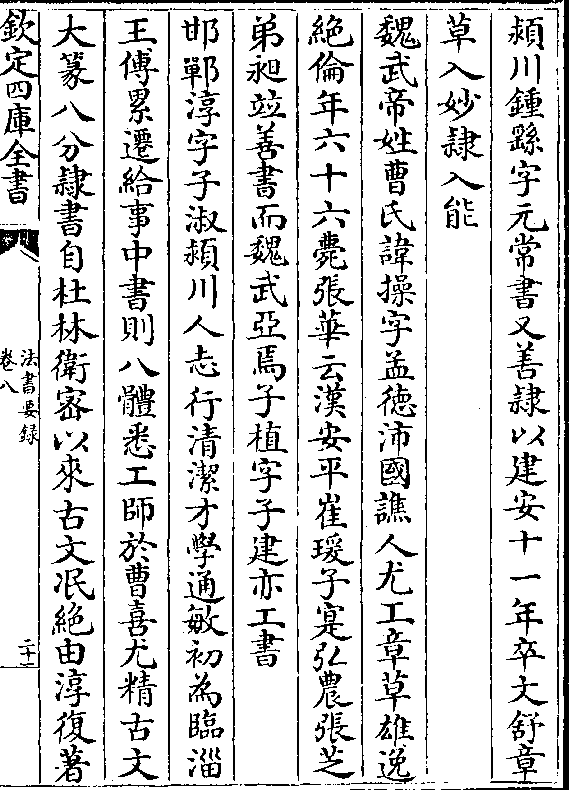 潁川鍾繇字元常書又善隸以建安十一年卒文舒章
草入妙隸入能
魏武帝姓曹氏諱操字孟德沛國譙人尤工章草雄逸
絕倫年六十六薨張華云漢安平崔瑗子寔弘農張芝
弟昶竝善書而魏武亞焉子植字子建亦工書
邯鄲淳字子淑潁川人志行清潔才學通敏初為臨淄
王傅累遷給事中書則八體悉工師於曹喜尤精古文
大篆八分隸書自杜林衛宻以來古文泯絕由淳復著
欽定四庫全書
法書要録
卷八
二十一